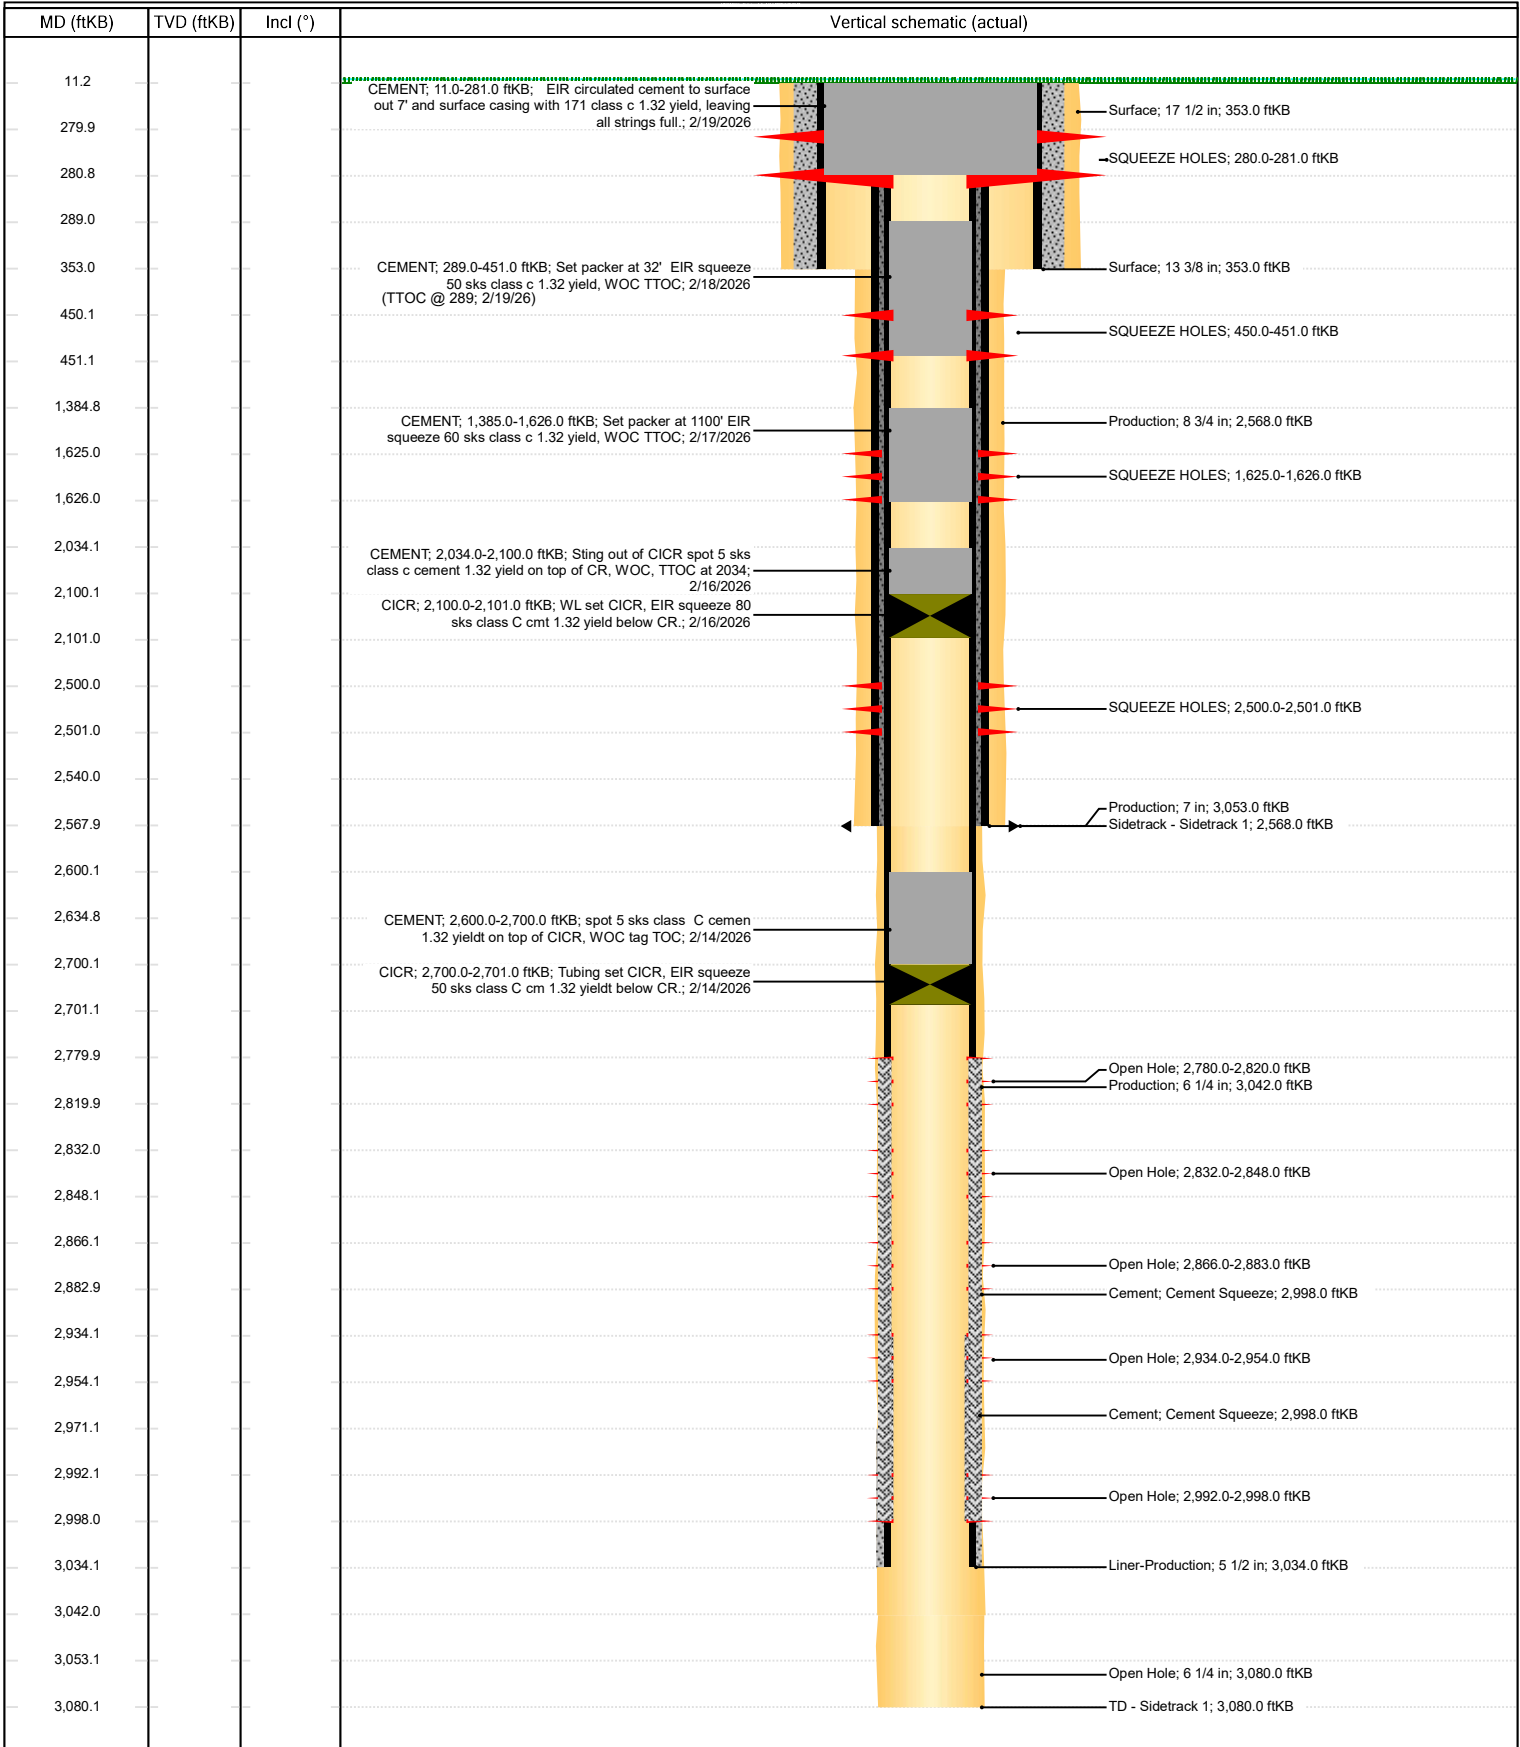 MD (ftKB) TVD (ftKB) Incl (°) Vertical schematic (actual)
11.2
279.9
280.8
289.0
353.0
450.1
451.1
1,384.8
1,625.0
1,626.0
2,034.1
2,100.1
2,101.0
2,500.0
2,501.0
2,540.0
2,567.9
2,600.1
2,634.8
2,700.1
2,701.1
2,779.9
2,819.9
2,832.0
2,848.1
2,866.1
2,882.9
2,934.1
2,954.1
2,971.1
2,992.1
2,998.0
3,034.1
3,042.0
3,053.1
3,080.1
CEMENT; 11.0-281.0 ftKB; EIR circulated cement to surface
out 7' and surface casing with 171 class c 1.32 yield, leaving
all strings full.; 2/19/2026
CEMENT; 289.0-451.0 ftKB; Set packer at 32' EIR squeeze
50 sks class c 1.32 yield, WOC TTOC; 2/18/2026
(TTOC @ 289; 2/19/26)
CEMENT; 1,385.0-1,626.0 ftKB; Set packer at 1100' EIR
squeeze 60 sks class c 1.32 yield, WOC TTOC; 2/17/2026
CEMENT; 2,034.0-2,100.0 ftKB; Sting out of CICR spot 5 sks
class c cement 1.32 yield on top of CR, WOC, TTOC at 2034;
2/16/2026
CICR; 2,100.0-2,101.0 ftKB; WL set CICR, EIR squeeze 80
sks class C cmt 1.32 yield below CR.; 2/16/2026
CEMENT; 2,600.0-2,700.0 ftKB; spot 5 sks class C cemen
1.32 yieldt on top of CICR, WOC tag TOC; 2/14/2026
CICR; 2,700.0-2,701.0 ftKB; Tubing set CICR, EIR squeeze
50 sks class C cm 1.32 yieldt below CR.; 2/14/2026
Surface; 17 1/2 in; 353.0 ftKB
SQUEEZE HOLES; 280.0-281.0 ftKB
Surface; 13 3/8 in; 353.0 ftKB
SQUEEZE HOLES; 450.0-451.0 ftKB
Production; 8 3/4 in; 2,568.0 ftKB
SQUEEZE HOLES; 1,625.0-1,626.0 ftKB
SQUEEZE HOLES; 2,500.0-2,501.0 ftKB
Production; 7 in; 3,053.0 ftKB
Sidetrack - Sidetrack 1; 2,568.0 ftKB
Open Hole; 2,780.0-2,820.0 ftKB
Production; 6 1/4 in; 3,042.0 ftKB
Open Hole; 2,832.0-2,848.0 ftKB
Open Hole; 2,866.0-2,883.0 ftKB
Cement; Cement Squeeze; 2,998.0 ftKB
Open Hole; 2,934.0-2,954.0 ftKB
Cement; Cement Squeeze; 2,998.0 ftKB
Open Hole; 2,992.0-2,998.0 ftKB
Liner-Production; 5 1/2 in; 3,034.0 ftKB
Open Hole; 6 1/4 in; 3,080.0 ftKB
TD - Sidetrack 1; 3,080.0 ftKB